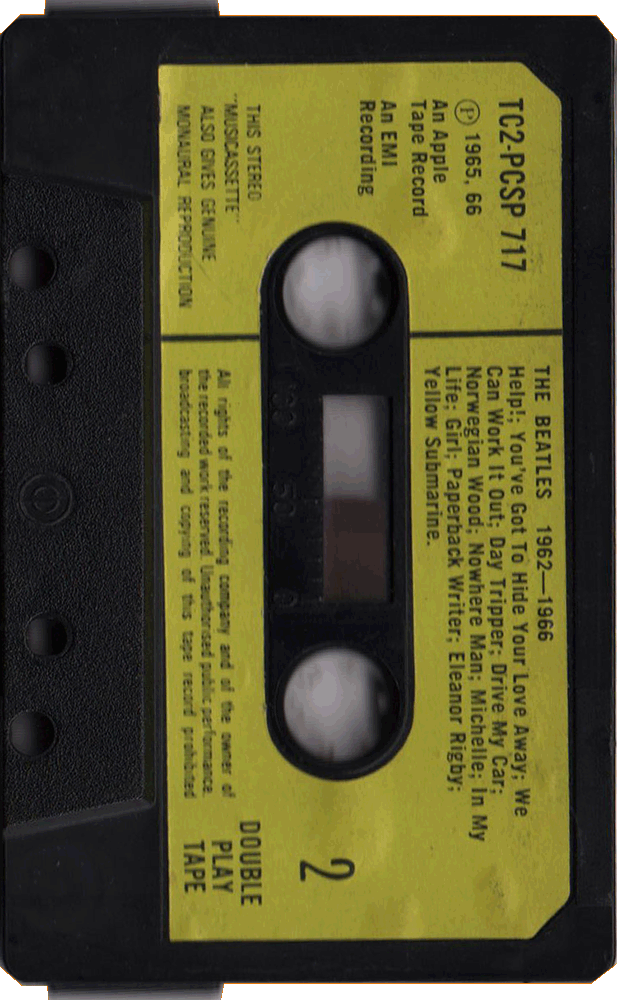 TC2-PCSP 717
Ⓟ 1965, 66
An Apple
Tape Record
An EMI
Recording
THIS STEREO
"MUSICASSETTE"
ALSO GIVES GENUINE
MONAURAL REPRODUCTION
THE BEATLES 1962—1966
Help!; You've Got To Hide Your Love Away; We
Can Work It Out; Day Tripper; Drive My Car;
Norwegian Wood; Nowhere Man; Michelle; In My
Life; Girl; Paperback Writer; Eleanor Rigby;
Yellow Submarine.
100 50 0
All rights of the recording company and of the owner of
the recorded work reserved. Unauthorised public performance,
broadcasting and copying of this tape record prohibited
2
DOUBLE
PLAY
TAPE